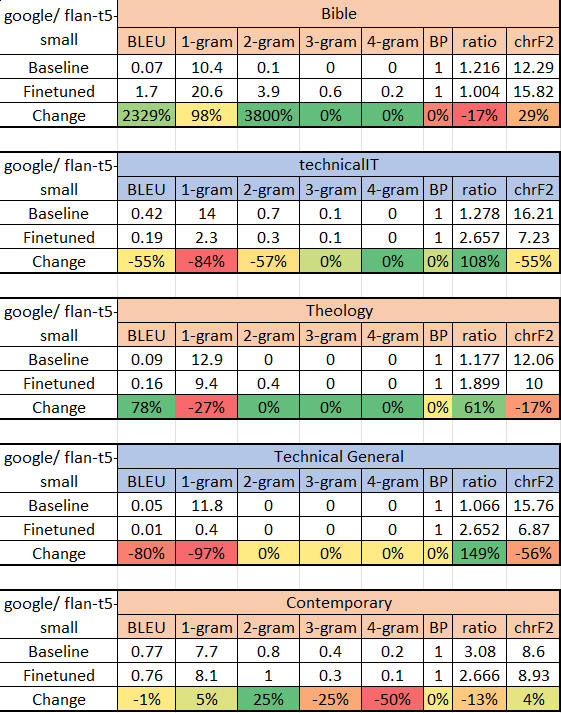 google/ flan-t5-small Bible
BLEU 1-gram 2-gram 3-gram 4-gram BP ratio chrF2
Baseline 0.07 10.4 0.1 0 0 1 1.216 12.29
Finetuned 1.7 20.6 3.9 0.6 0.2 1 1.004 15.82
Change 2329% 98% 3800% 0% 0% 0% -17% 29%
google/ flan-t5-small technicalIT
BLEU 1-gram 2-gram 3-gram 4-gram BP ratio chrF2
Baseline 0.42 14 0.7 0.1 0 1 1.278 16.21
Finetuned 0.19 2.3 0.3 0.1 0 1 2.657 7.23
Change -55% -84% -57% 0% 0% 0% 108% -55%
google/ flan-t5-small Theology
BLEU 1-gram 2-gram 3-gram 4-gram BP ratio chrF2
Baseline 0.09 12.9 0 0 0 1 1.177 12.06
Finetuned 0.16 9.4 0.4 0 0 1 1.899 10
Change 78% -27% 0% 0% 0% 0% 61% -17%
google/ flan-t5-small Technical General
BLEU 1-gram 2-gram 3-gram 4-gram BP ratio chrF2
Baseline 0.05 11.8 0 0 0 1 1.066 15.76
Finetuned 0.01 0.4 0 0 0 1 2.652 6.87
Change -80% -97% 0% 0% 0% 0% 149% -56%
google/ flan-t5-small Contemporary
BLEU 1-gram 2-gram 3-gram 4-gram BP ratio chrF2
Baseline 0.77 7.7 0.8 0.4 0.2 1 3.08 8.6
Finetuned 0.76 8.1 1 0.3 0.1 1 2.666 8.93
Change -1% 5% 25% -25% -50% 0% -13% 4%